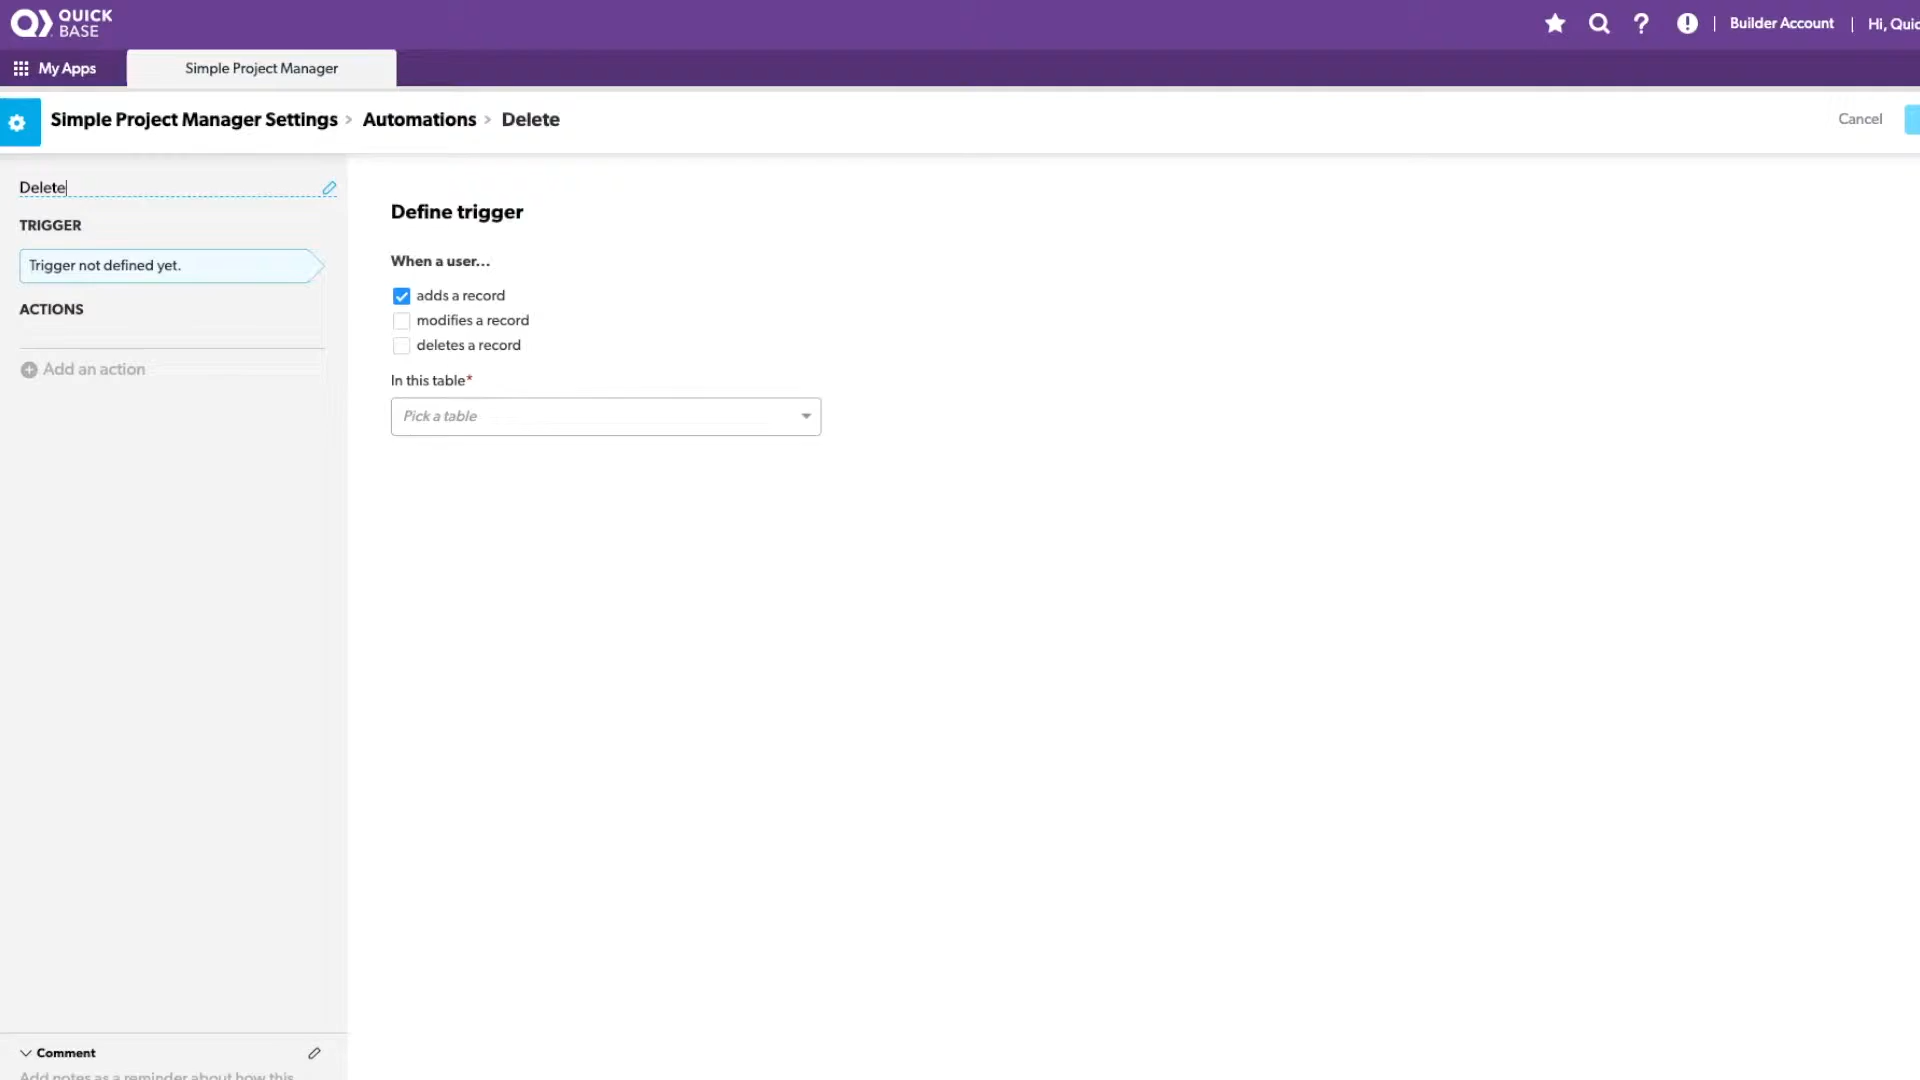 QUICK
BASE
Builder Account
Hi, Quic
My Apps
Simple Project Manager
Simple Project Manager Settings > Automations > Delete
Cancel
Delete
TRIGGER
Trigger not defined yet.
ACTIONS
Add an action
Define trigger
When a user...
adds a record
modifies a record
deletes a record
In this table*
Pick a table
Comment
Add notes as a reminder about how this